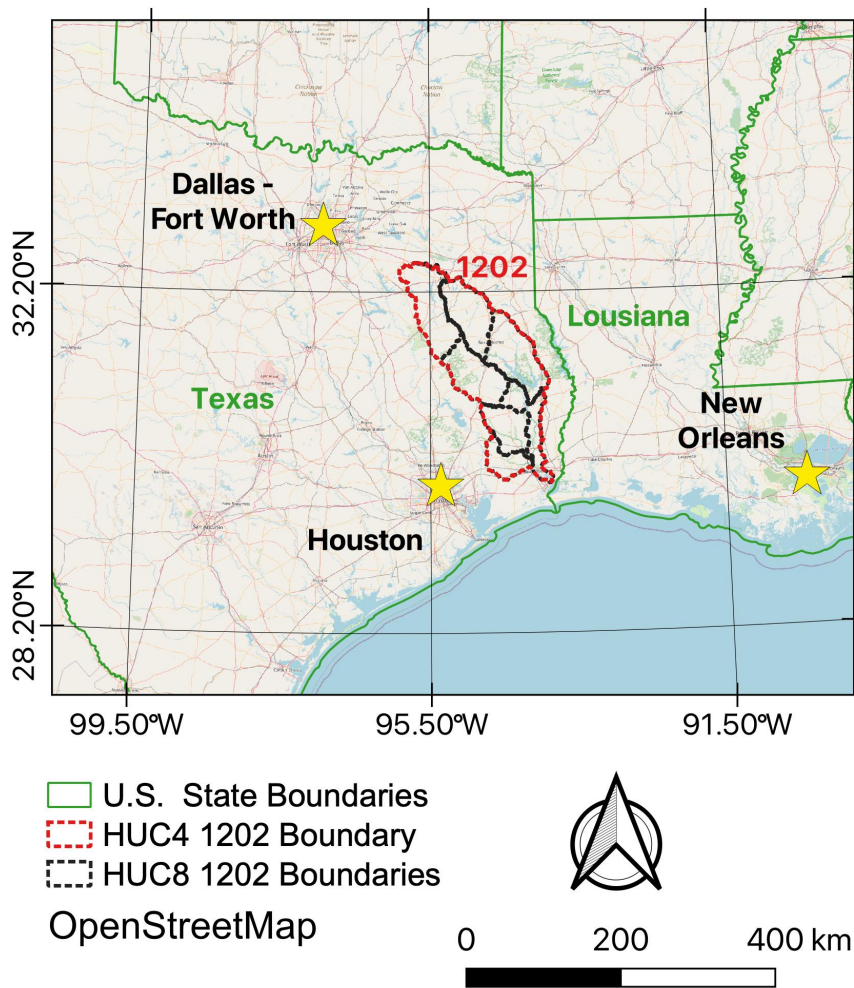 Dallas -
Fort Worth
1202
32.20°N
Lousiana
Texas
New
Orleans
Houston
28.20°N
99.50°W
95.50°W
91.50°W
U.S. State Boundaries
HUC4 1202 Boundary
HUC8 1202 Boundaries
OpenStreetMap
0 200 400 km